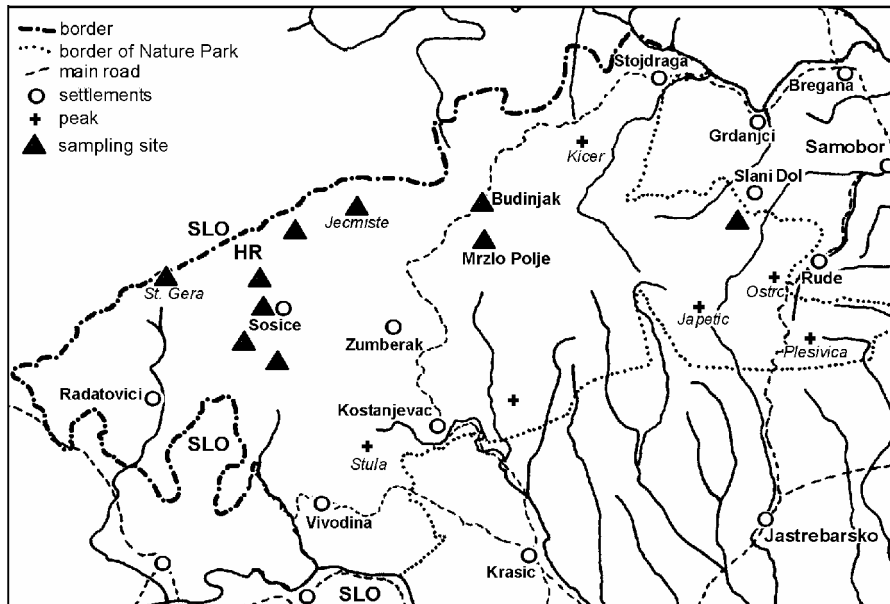 border
border of Nature Park
main road
settlements
peak
sampling site
Stojdraga
Bregana
Grdanjci
Kicer
Samobor
Slani Dol
Budinjak
Jecmiste
SLO
HR
Mrzlo Polje
St. Gera
Rude
Ostrc
Sosice
Japetic
Zumberak
Plesivica
Radatovici
Kostanjevac
SLO
Stula
Vivodina
Jastrebarsko
Krasic
SLO